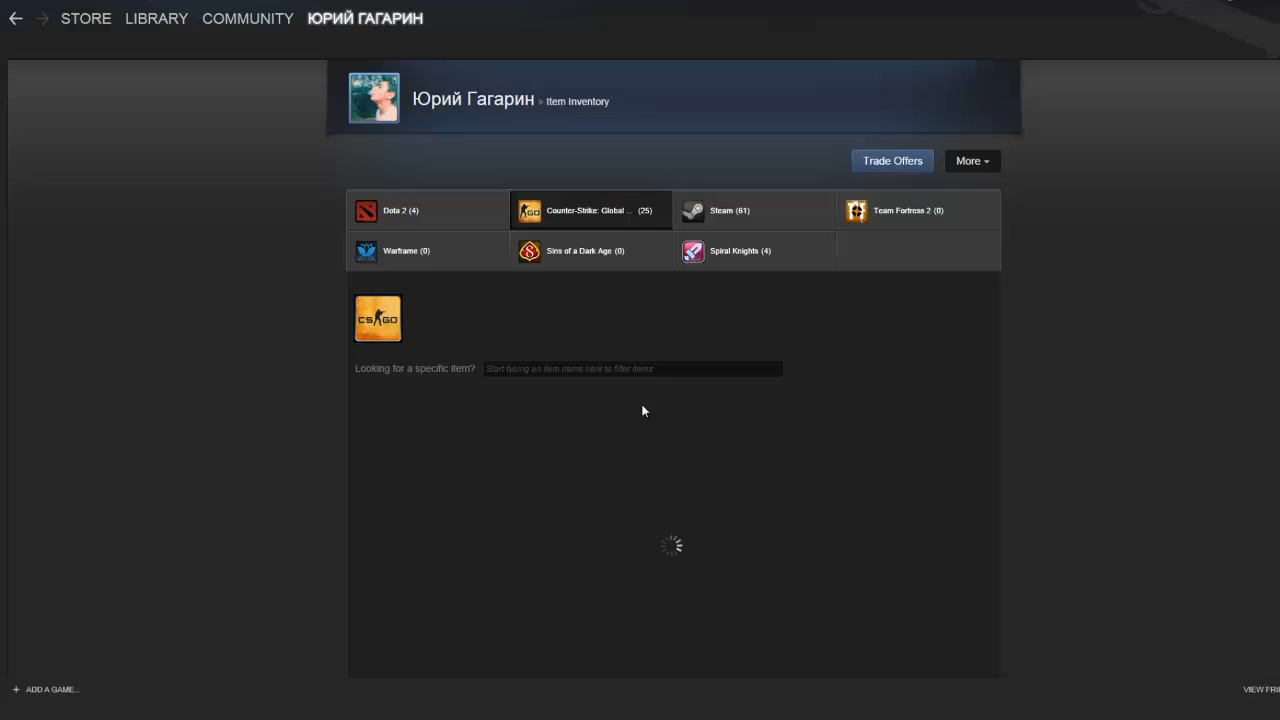 STORE LIBRARY COMMUNITY ЮРИЙ ГАГАРИН
Юрий Гагарин » Item Inventory
Trade Offers More
Dota 2 (4) Counter-Strike: Global ... (25) Steam (61) Team Fortress 2 (0)
Warframe (0) Sins of a Dark Age (0) Spiral Knights (4)
CS GO
Looking for a specific item? Start typing an item name here to filter items
+ ADD A GAME... VIEW FRI